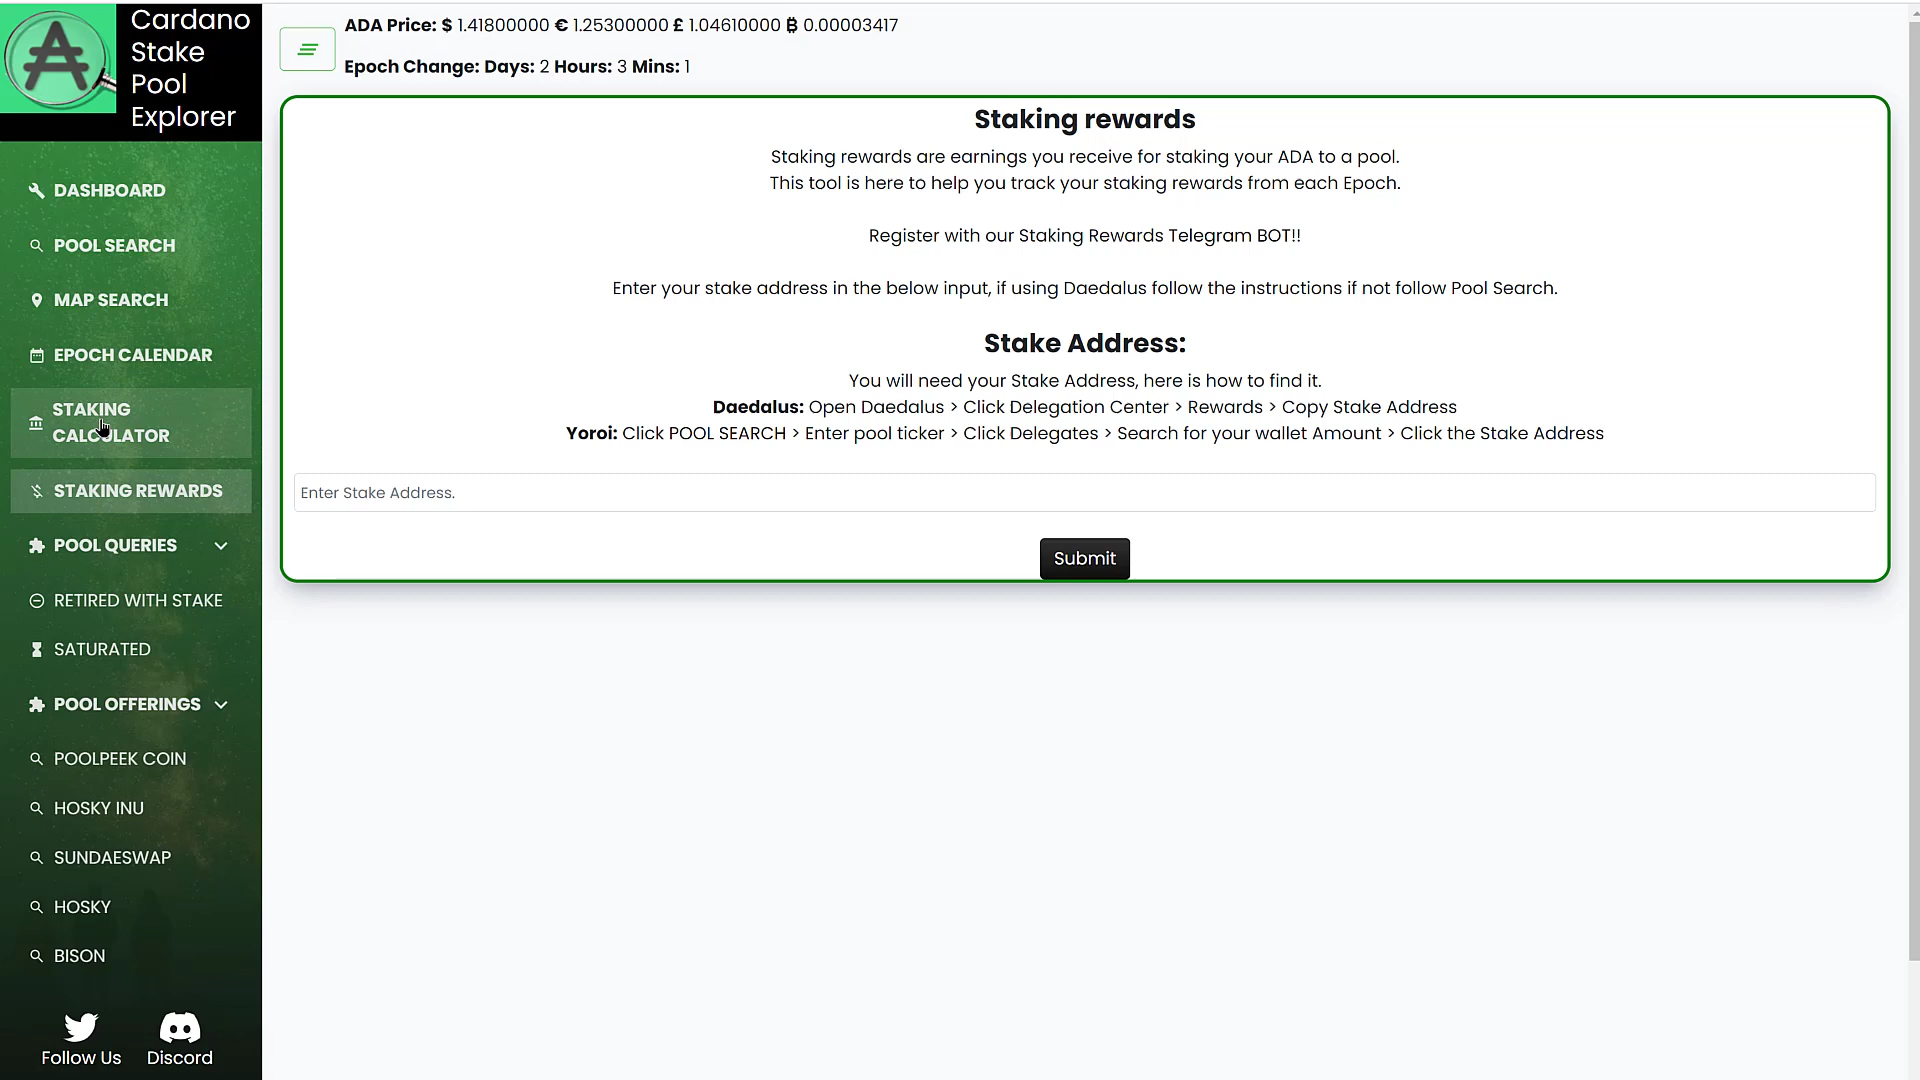 Cardano
Stake
Pool
Explorer
DASHBOARD
POOL SEARCH
MAP SEARCH
EPOCH CALENDAR
STAKING
CALCULATOR
STAKING REWARDS
POOL QUERIES
RETIRED WITH STAKE
SATURATED
POOL OFFERINGS
POOLPEEK COIN
HOSKY INU
SUNDAESWAP
HOSKY
BISON
Follow Us
Discord
ADA Price: $ 1.41800000 € 1.25300000 £ 1.04610000 ₿ 0.00003417
Epoch Change: Days: 2 Hours: 3 Mins: 1
Staking rewards
Staking rewards are earnings you receive for staking your ADA to a pool.
This tool is here to help you track your staking rewards from each Epoch.
Register with our Staking Rewards Telegram BOT!!
Enter your stake address in the below input, if using Daedalus follow the instructions if not follow Pool Search.
Stake Address:
You will need your Stake Address, here is how to find it.
Daedalus: Open Daedalus > Click Delegation Center > Rewards > Copy Stake Address
Yoroi: Click POOL SEARCH > Enter pool ticker > Click Delegates > Search for your wallet Amount > Click the Stake Address
Enter Stake Address.
Submit